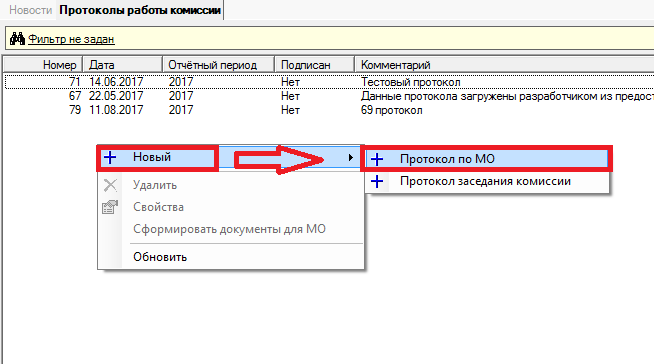 Новости Протоколы работы комиссии
Фильтр не задан
Номер Дата Отчётный период Подписан Комментарий
71 14.06.2017 2017 Нет Тестовый протокол
67 22.05.2017 2017 Нет Данные протокола загружены разработчиком из предост
79 11.08.2017 2017 Нет 69 протокол
Новый Протокол по МО
Удалить Протокол заседания комиссии
Свойства
Сформировать документы для МО
Обновить